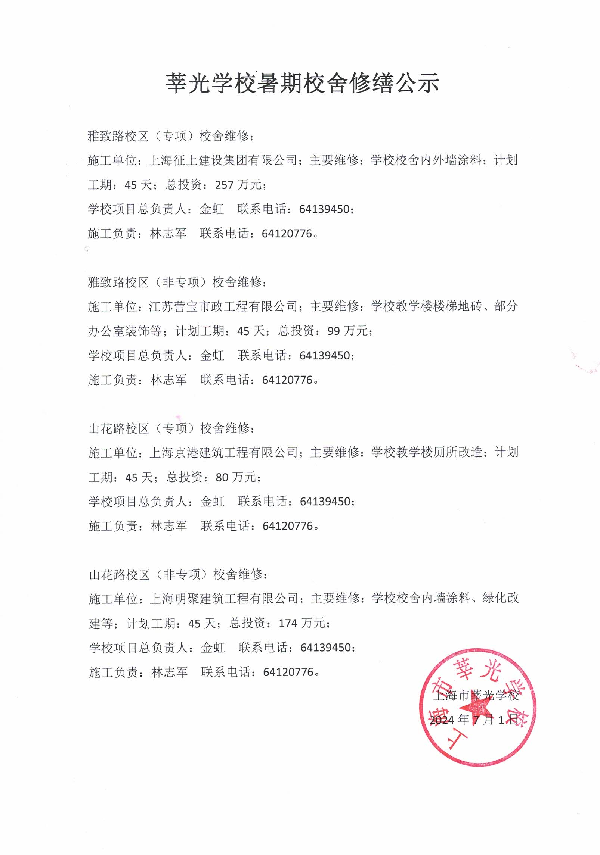 莘光学校暑期校舍修缮公示
雅致路校区（专项）校舍维修：
施工单位：上海征上建设集团有限公司；主要维修：学校校舍内外墙涂料；计划
工期：45 天；总投资：257 万元；
学校项目总负责人：金虹 联系电话：64139450；
施工负责：林志军 联系电话：64120776。
雅致路校区（非专项）校舍维修：
施工单位：江苏营宝市政工程有限公司；主要维修：学校教学楼楼梯地砖、部分
办公室装饰等；计划工期：45 天；总投资：99 万元；
学校项目总负责人：金虹 联系电话：64139450；
施工负责：林志军 联系电话：64120776。
山花路校区（专项）校舍维修；
施工单位：上海京港建筑工程有限公司；主要维修：学校教学楼厕所改造；计划
工期：45 天；总投资：80 万元；
学校项目总负责人：金虹 联系电话：64139450；
施工负责：林志军 联系电话：64120776。
山花路校区（非专项）校舍维修；
施工单位：上海明聚建筑工程有限公司；主要维修：学校校舍内墙涂料、绿化改
建等；计划工期：45 天；总投资：174 万元；
学校项目总负责人：金虹 联系电话：64139450；
施工负责：林志军 联系电话：64120776。
上海市莘光学校
2024 年 7 月 1 日
上海市莘光学校